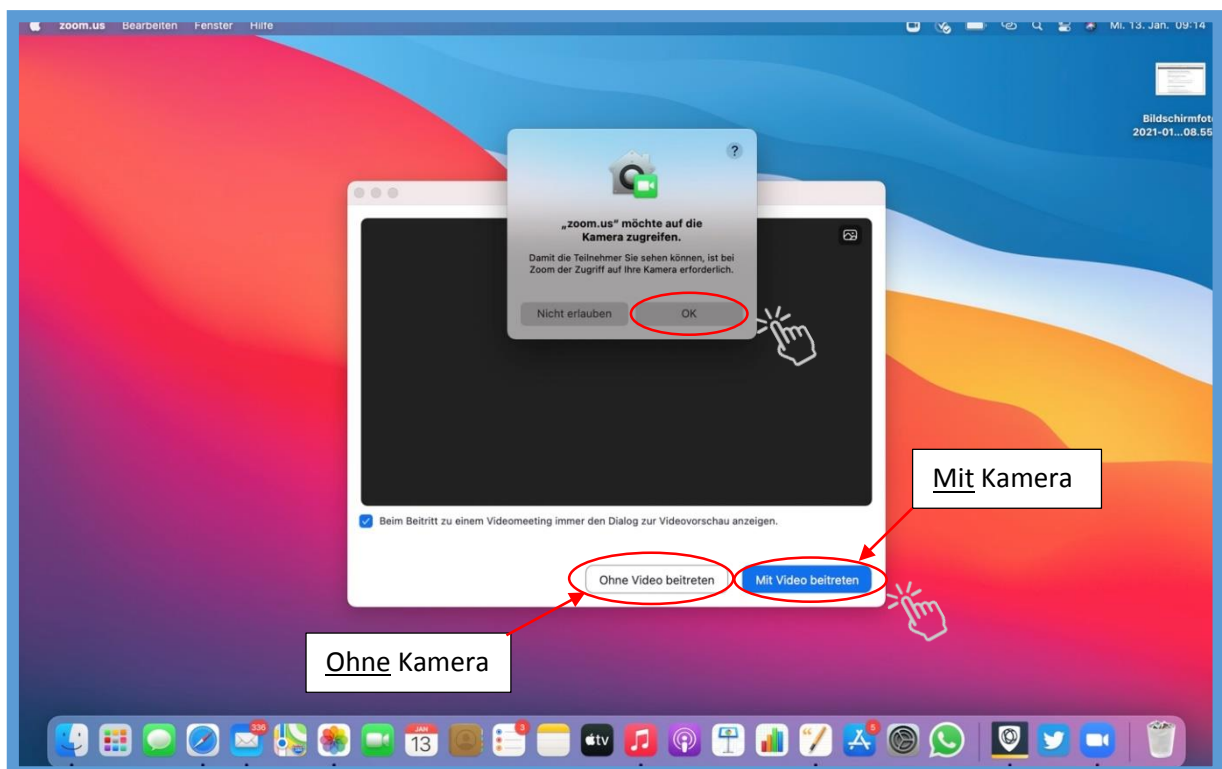 zoom.us Bearbeiten Fenster Hilfe
Mi. 13. Jan. 09:14
Bildschirmfot
2021-01...08.55
?
„zoom.us“ möchte auf die
Kamera zugreifen.
Damit die Teilnehmer Sie sehen können, ist bei
Zoom der Zugriff auf Ihre Kamera erforderlich.
Nicht erlauben OK
Mit Kamera
Beim Beitritt zu einem Videomeeting immer den Dialog zur Videovorschau anzeigen.
Ohne Video beitreten Mit Video beitreten
Ohne Kamera
336
JAN
13
3
tv
5